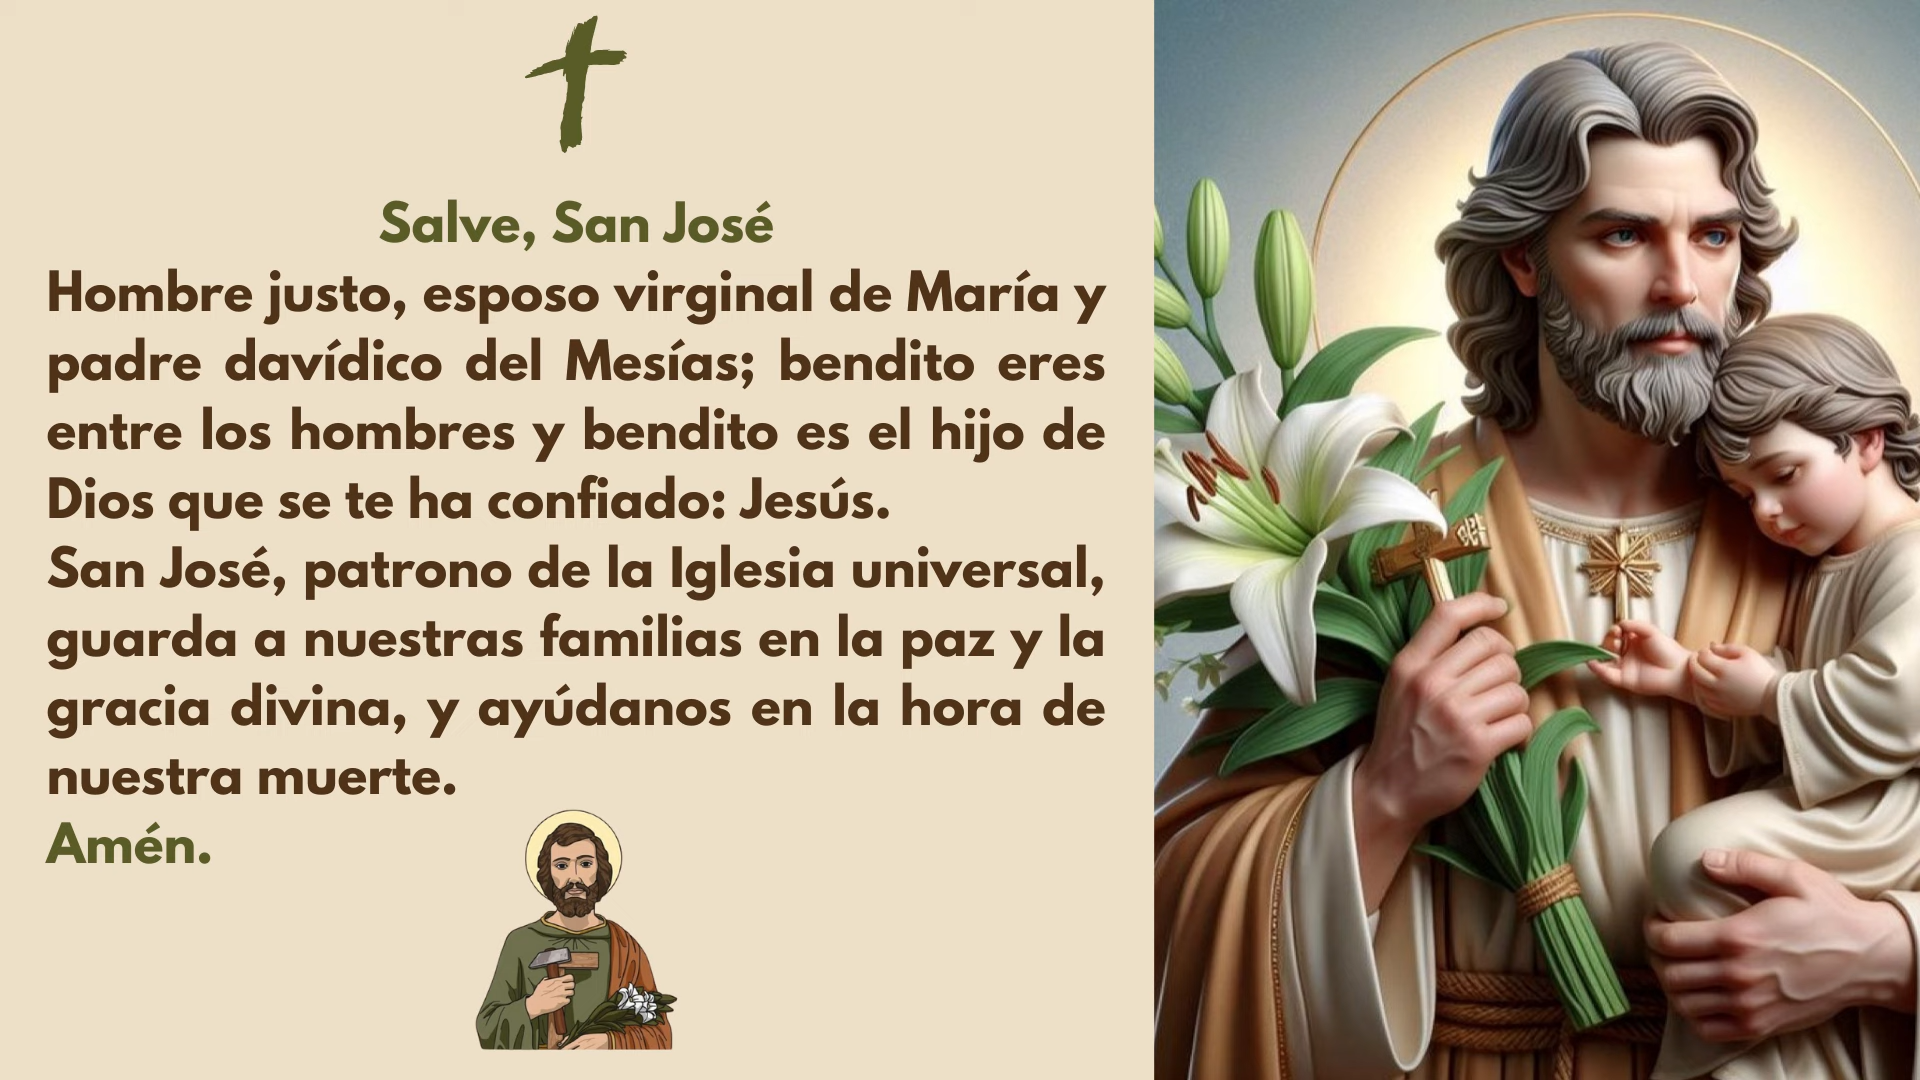 Salve, San José
Hombre justo, esposo virginal de María y
padre davídico del Mesías; bendito eres
entre los hombres y bendito es el hijo de
Dios que se te ha confiado: Jesús.
San José, patrono de la Iglesia universal,
guarda a nuestras familias en la paz y la
gracia divina, y ayúdanos en la hora de
nuestra muerte.
Amén.